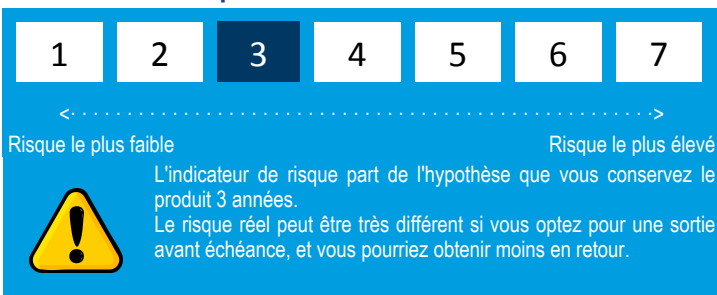 1 2 3 4 5 6 7
<· · · · · · · · · · · · · · · · · · · · · · · · · · · · · · · · · · · · · · · · · · · · · · · · · · · · · · · · · · ·>
Risque le plus faible Risque le plus élevé
L'indicateur de risque part de l'hypothèse que vous conservez le
produit 3 années.
Le risque réel peut être très différent si vous optez pour une sortie
avant échéance, et vous pourriez obtenir moins en retour.